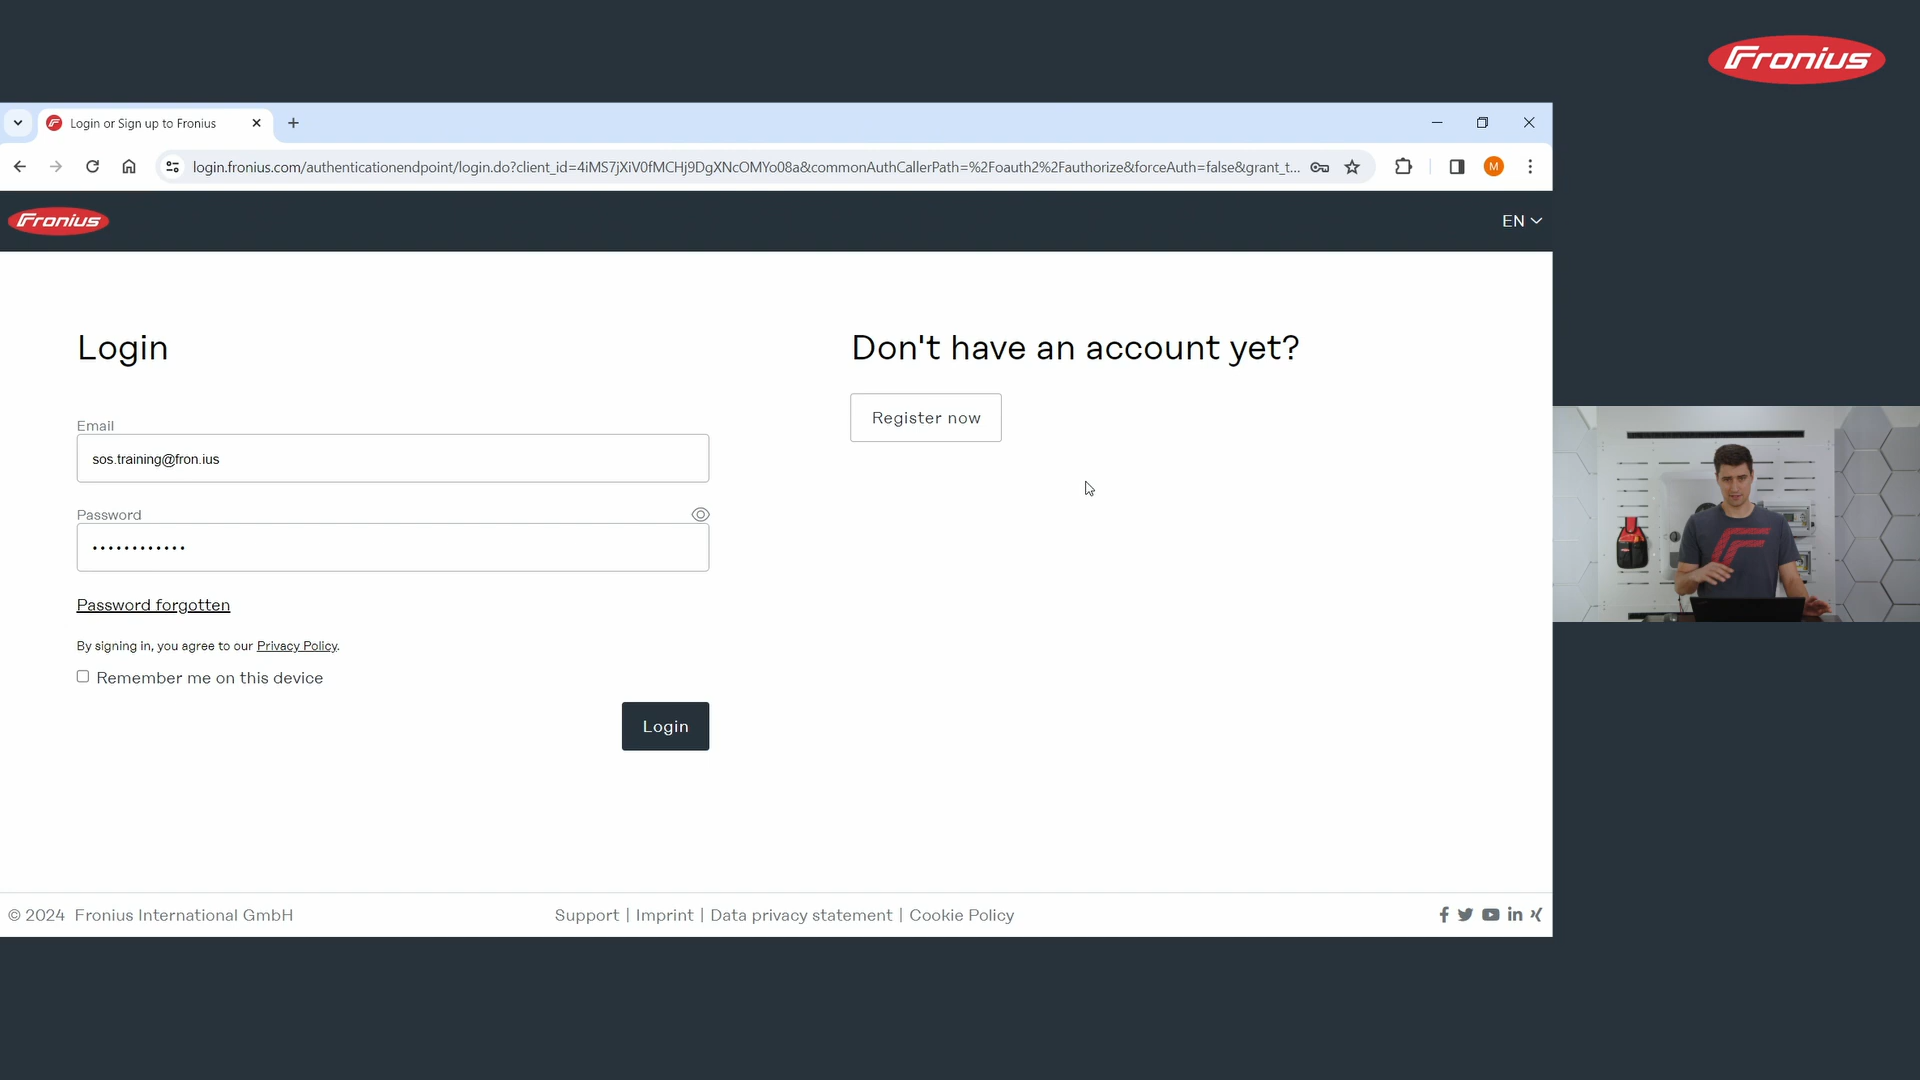 Fronius
Login or Sign up to Fronius
login.fronius.com/authenticationendpoint/login.do?client_id=4iMS7jXiV0fMCHj9DgXNcOMYo08a&commonAuthCallerPath=%2Foauth2%2Fauthorize&forceAuth=false&grant_t...
M
Fronius
EN
Login
Don't have an account yet?
Register now
Email
sos.training@fron.ius
Password
••••••••••••
Password forgotten
By signing in, you agree to our Privacy Policy.
Remember me on this device
Login
© 2024 Fronius International GmbH
Support | Imprint | Data privacy statement | Cookie Policy